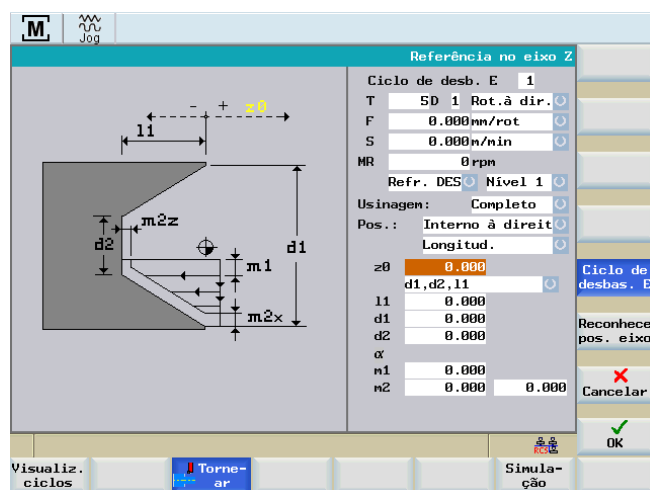 M
Jog
Referência no eixo Z
Ciclo de desb. E 1
T 5 D 1 Rot.à dir.
F 0.000 mm/rot
S 0.000 m/min
MR 0 rpm
Refr. DES Nível 1
Usinagem: Completo
Pos.: Interno à direit
Longitud.
z0 0.000
d1,d2,l1
l1 0.000
d1 0.000
d2 0.000
α
m1 0.000
m2 0.000 0.000
- + z0
l1
m2z
d2
d1
m1
m2x
Ciclo de
desbas. E
Reconhece
pos. eixo
Cancelar
OK
RCS
Visualiz.
ciclos
Torne-
ar
Simula-
ção